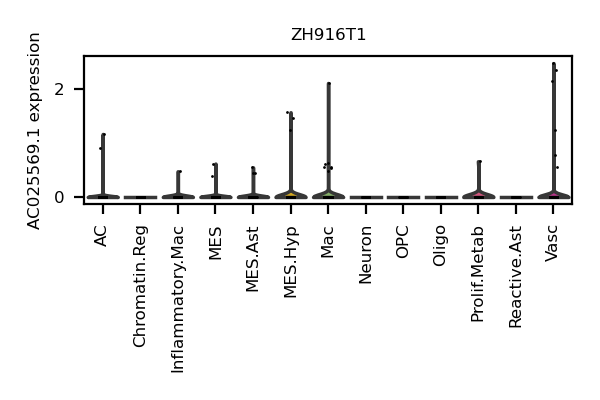 ZH916T1
AC025569.1 expression
2
0
AC
Chromatin.Reg
Inflammatory.Mac
MES
MES.Ast
MES.Hyp
Mac
Neuron
OPC
Oligo
Prolif.Metab
Reactive.Ast
Vasc